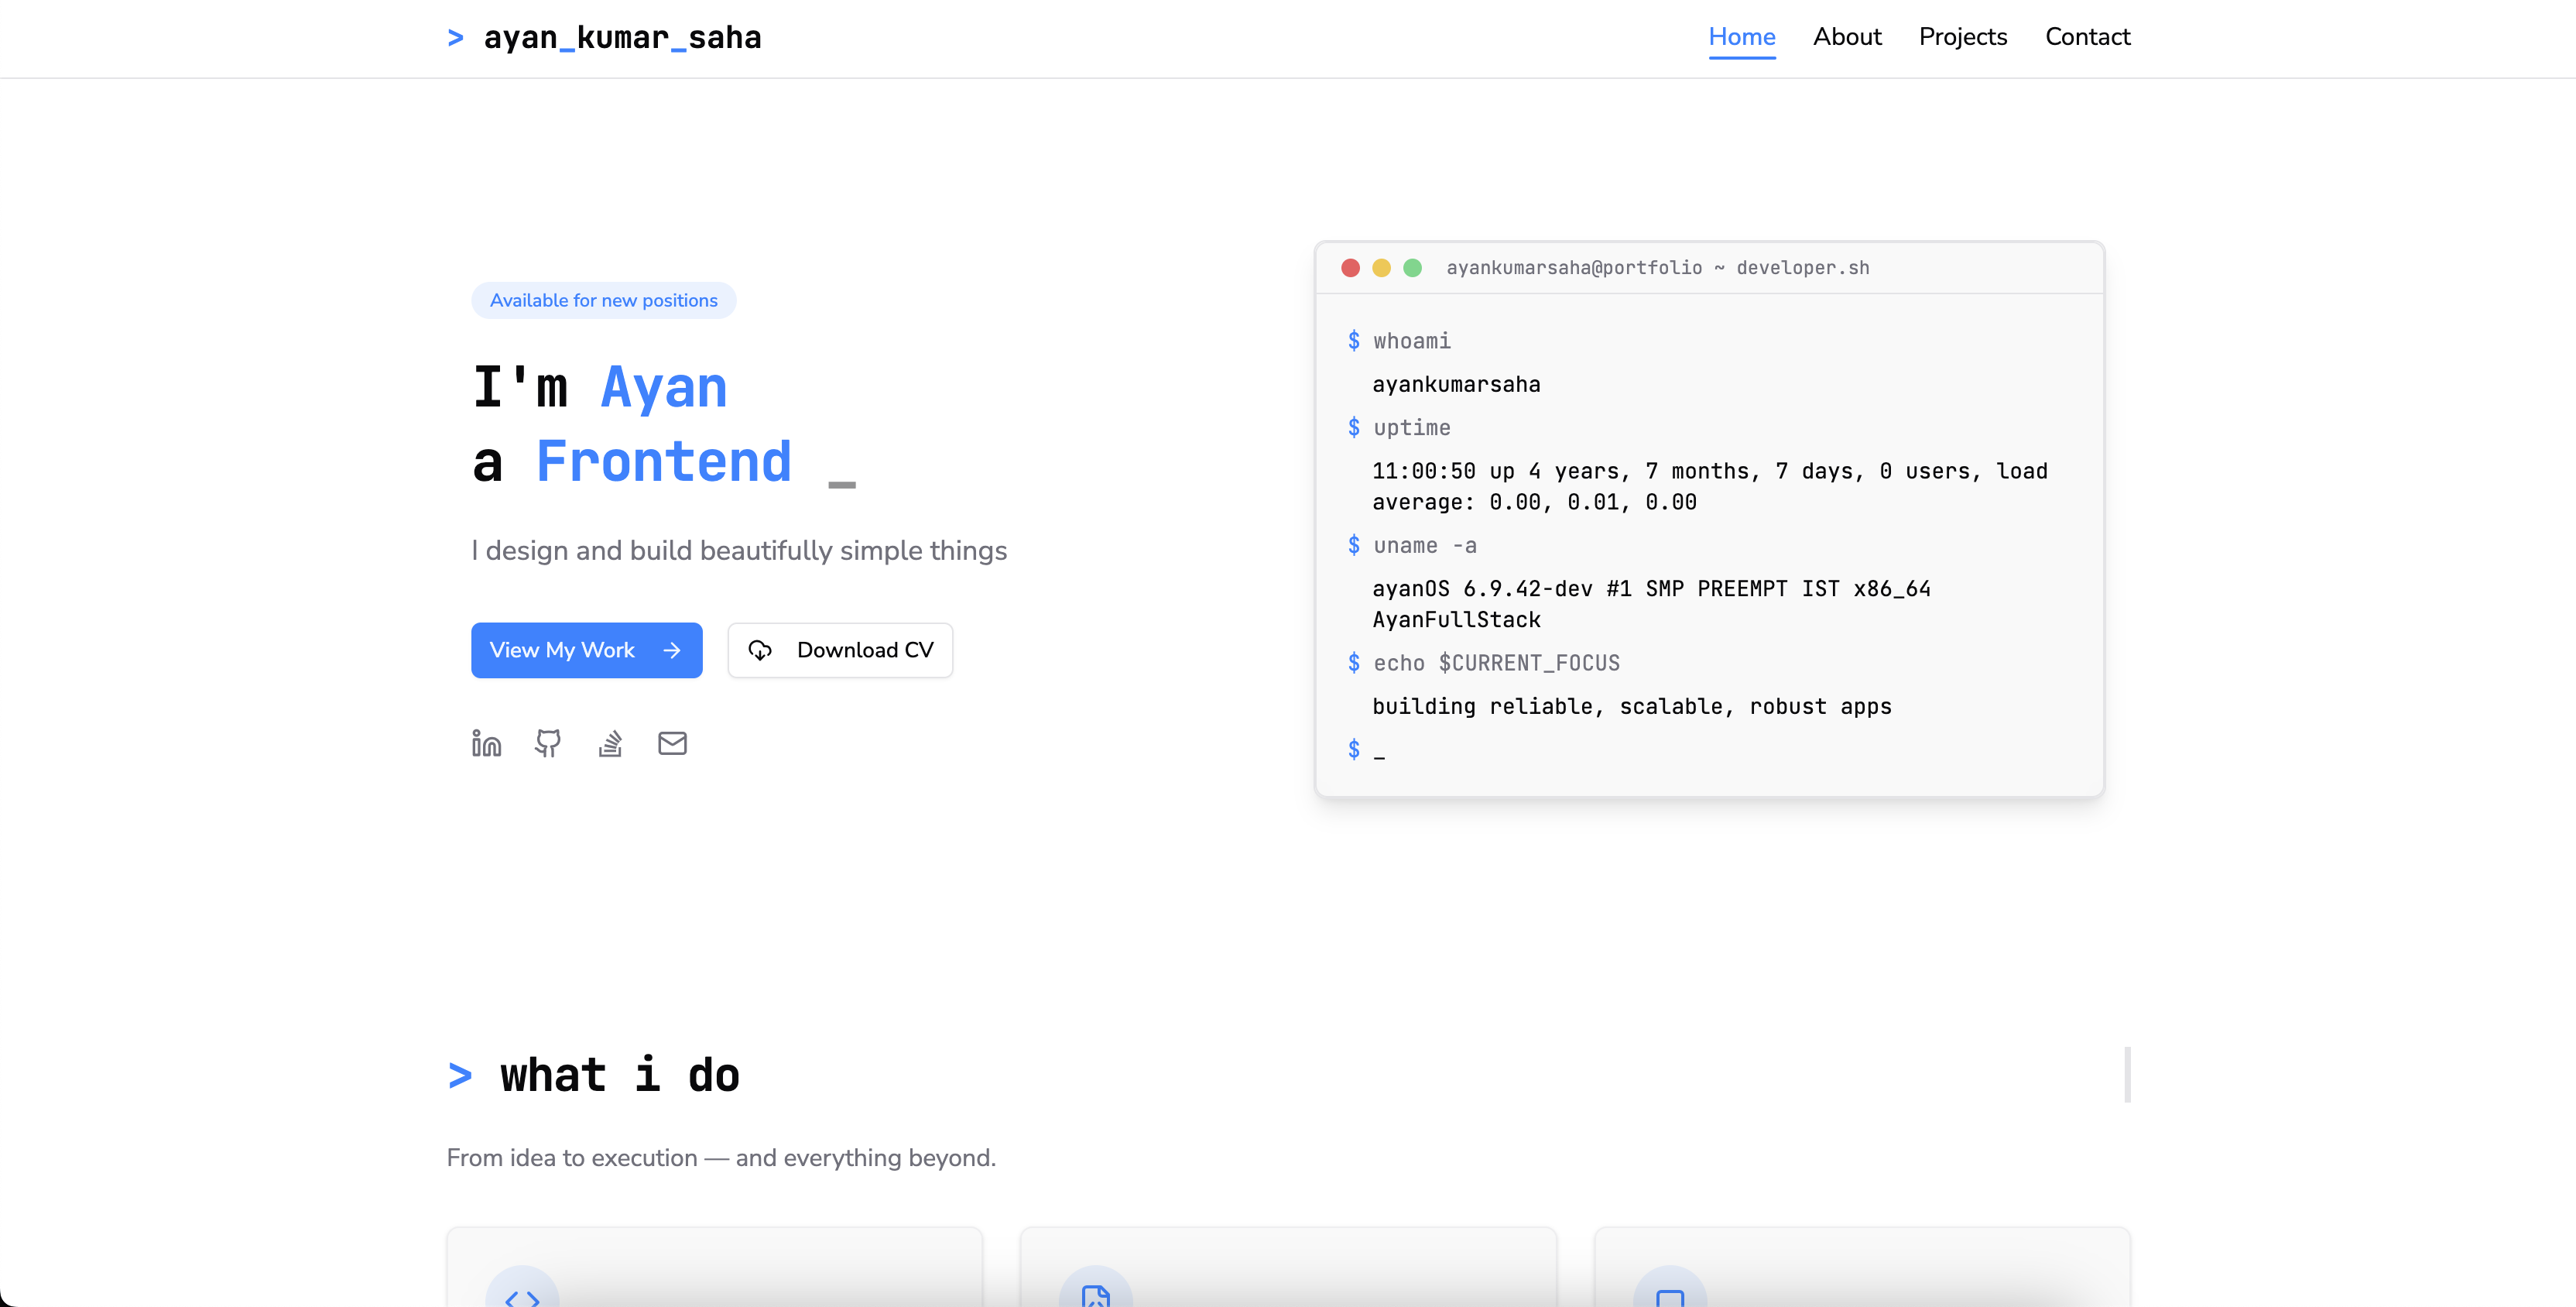 > ayan_kumar_saha
Home About Projects Contact
Available for new positions
I'm Ayan
a Frontend _
I design and build beautifully simple things
View My Work →
Download CV
ayankumarsaha@portfolio ~ developer.sh
$ whoami
ayankumarsaha
$ uptime
11:00:50 up 4 years, 7 months, 7 days, 0 users, load
average: 0.00, 0.01, 0.00
$ uname -a
ayanOS 6.9.42-dev #1 SMP PREEMPT IST x86_64
AyanFullStack
$ echo $CURRENT_FOCUS
building reliable, scalable, robust apps
$ _
> what i do
From idea to execution — and everything beyond.